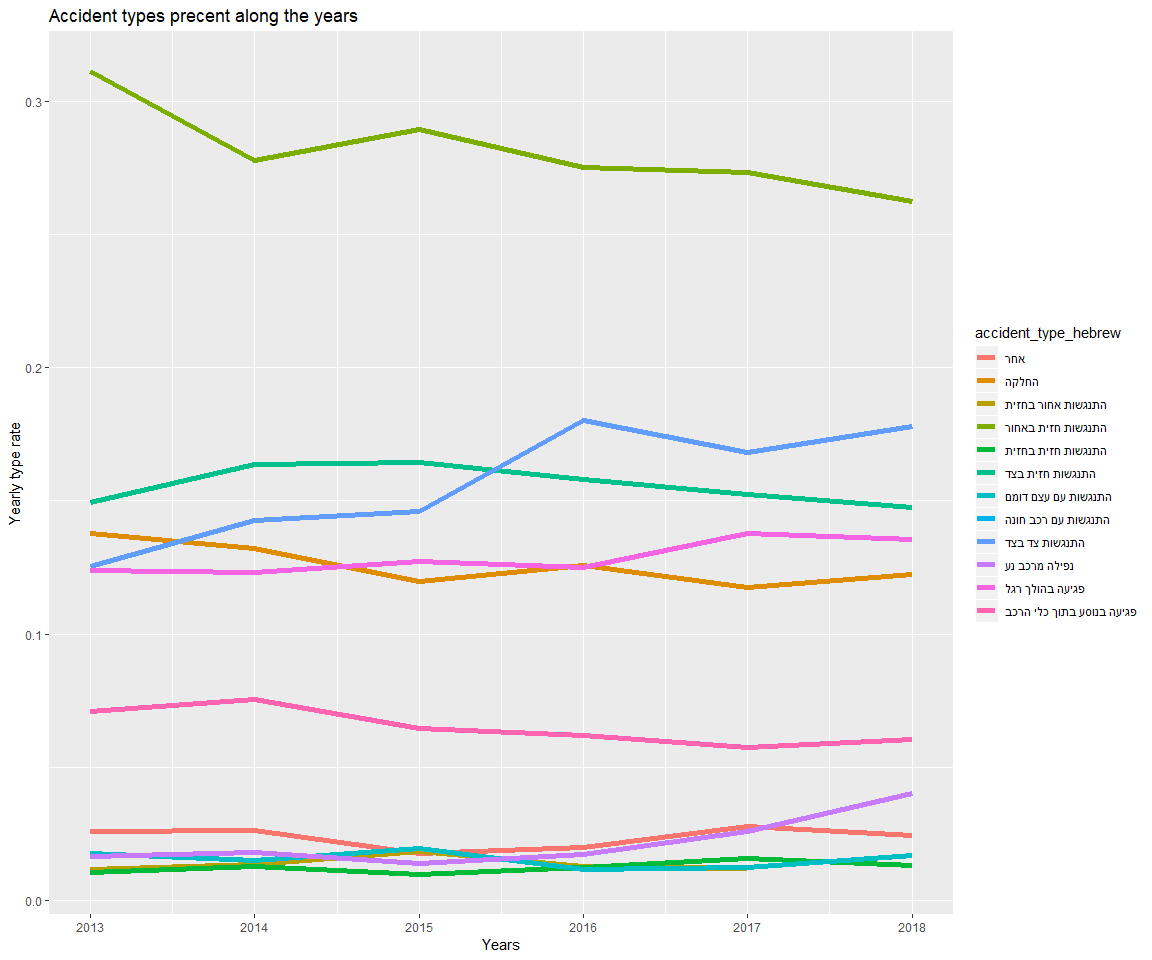 Accident types precent along the years
0.3
0.2
0.1
0.0
Yearly type rate
2013 2014 2015 2016 2017 2018
Years
accident_type_hebrew
אחר
החלקה
התנגשות אחור בחזית
התנגשות חזית באחור
התנגשות חזית בחזית
התנגשות חזית בצד
התנגשות עם עצם דומם
התנגשות עם רכב חונה
התנגשות צד בצד
נפילה מרכב נע
פגיעה בהולך רגל
פגיעה בנוסע בתוך כלי הרכב